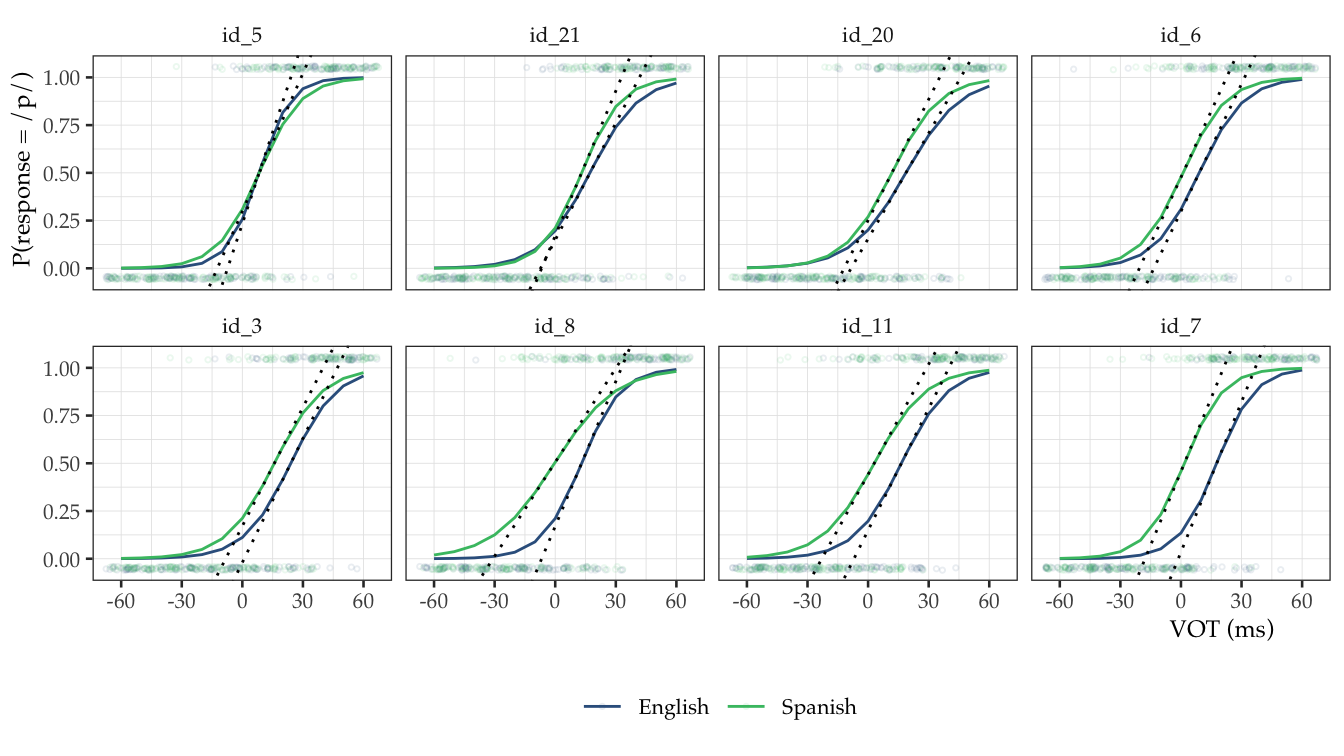 id_5 id_21 id_20 id_6
P(response = /p/)
1.00
0.75
0.50
0.25
0.00
id_3 id_8 id_11 id_7
1.00
0.75
0.50
0.25
0.00
-60 -30 0 30 60 -60 -30 0 30 60 -60 -30 0 30 60 -60 -30 0 30 60
VOT (ms)
English Spanish